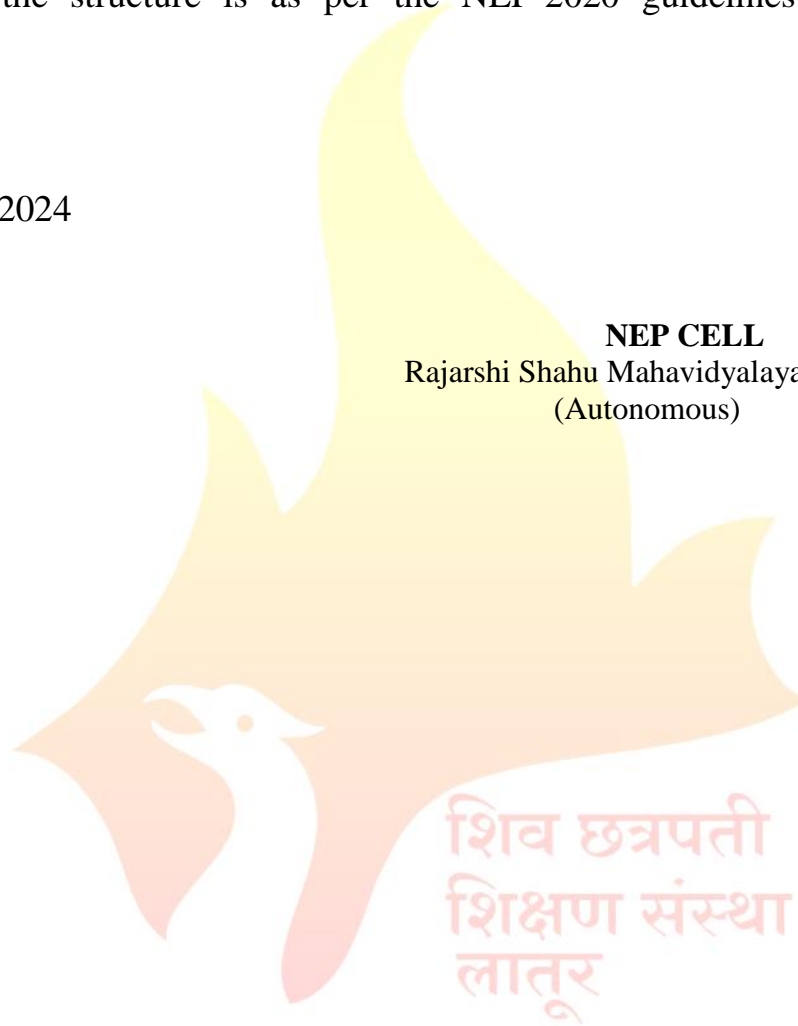 the structure is as per the NEP 2020 guidelines
2024
NEP CELL
Rajarshi Shahu Mahavidyalaya
(Autonomous)
शिव छत्रपती
शिक्षण संस्था
लातूर